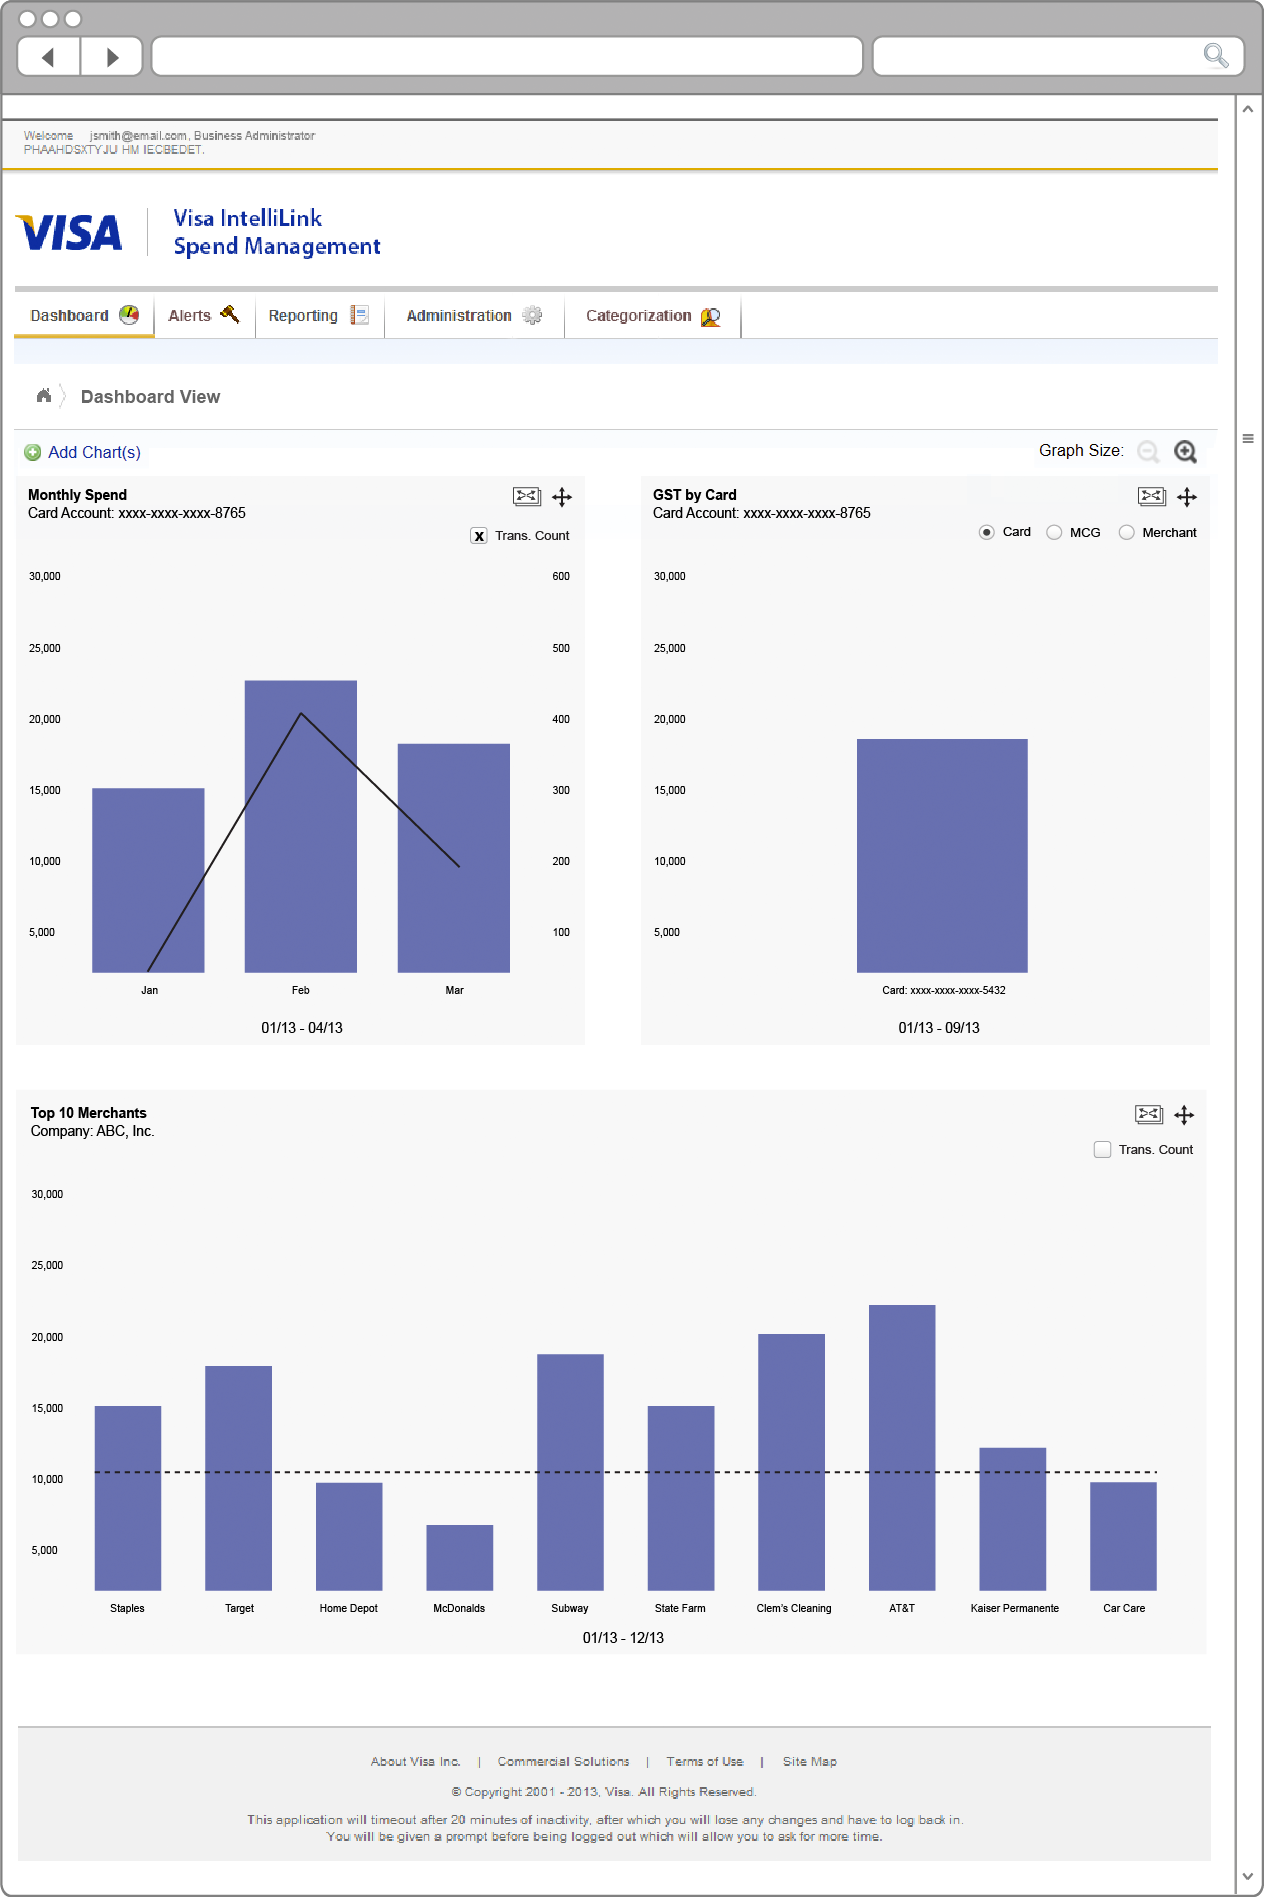 Welcome jsmith@email.com, Business Administrator
PHAAHDSXTYJU HM IECBEDET.
VISA
Visa IntelliLink
Spend Management
Dashboard
Alerts
Reporting
Administration
Categorization
Dashboard View
Add Chart(s)
Graph Size:
Monthly Spend
Card Account: xxxx-xxxx-xxxx-8765
x Trans. Count
30,000 600
25,000 500
20,000 400
15,000 300
10,000 200
5,000 100
Jan Feb Mar
01/13 - 04/13
GST by Card
Card Account: xxxx-xxxx-xxxx-8765
Card MCG Merchant
30,000
25,000
20,000
15,000
10,000
5,000
Card: xxxx-xxxx-xxxx-5432
01/13 - 09/13
Top 10 Merchants
Company: ABC, Inc.
Trans. Count
30,000
25,000
20,000
15,000
10,000
5,000
Staples Target Home Depot McDonalds Subway State Farm Clem's Cleaning AT&T Kaiser Permanente Car Care
01/13 - 12/13
About Visa Inc. | Commercial Solutions | Terms of Use | Site Map
© Copyright 2001 - 2013, Visa. All Rights Reserved.
This application will timeout after 20 minutes of inactivity, after which you will lose any changes and have to log back in.
You will be given a prompt before being logged out which will allow you to ask for more time.